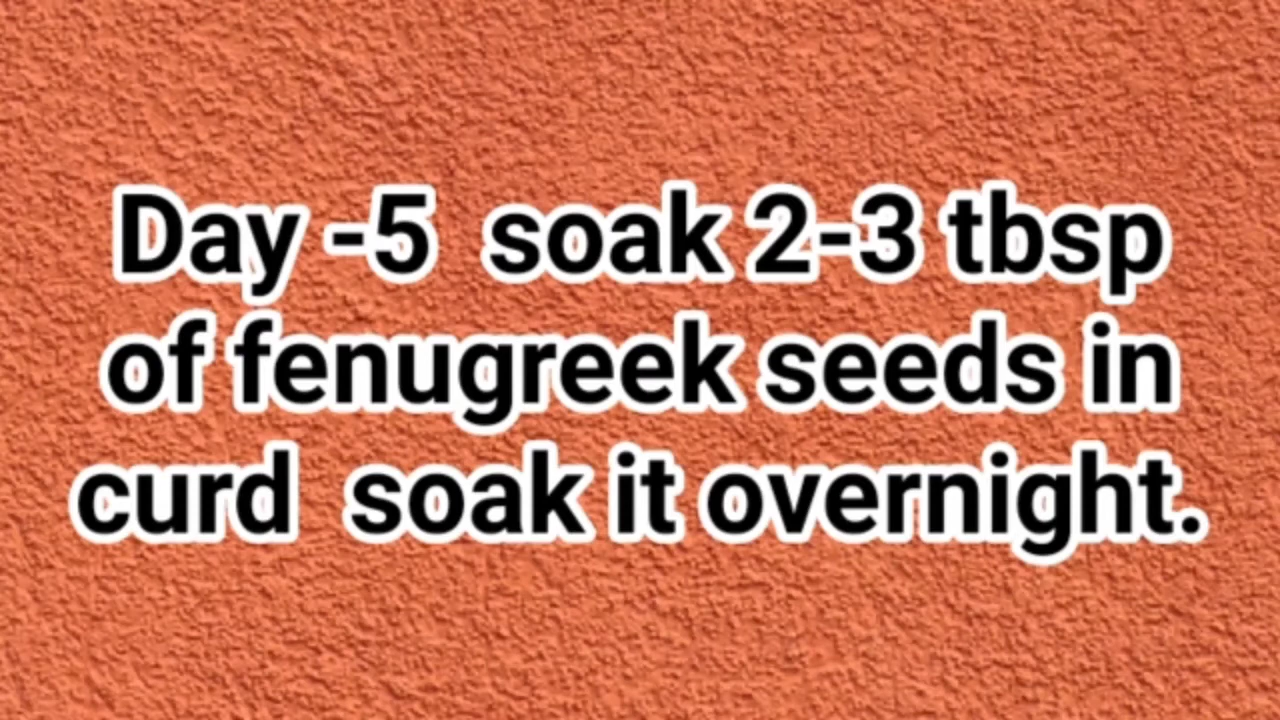 Day -5  soak 2-3 tbsp
of fenugreek seeds in
curd  soak it overnight.